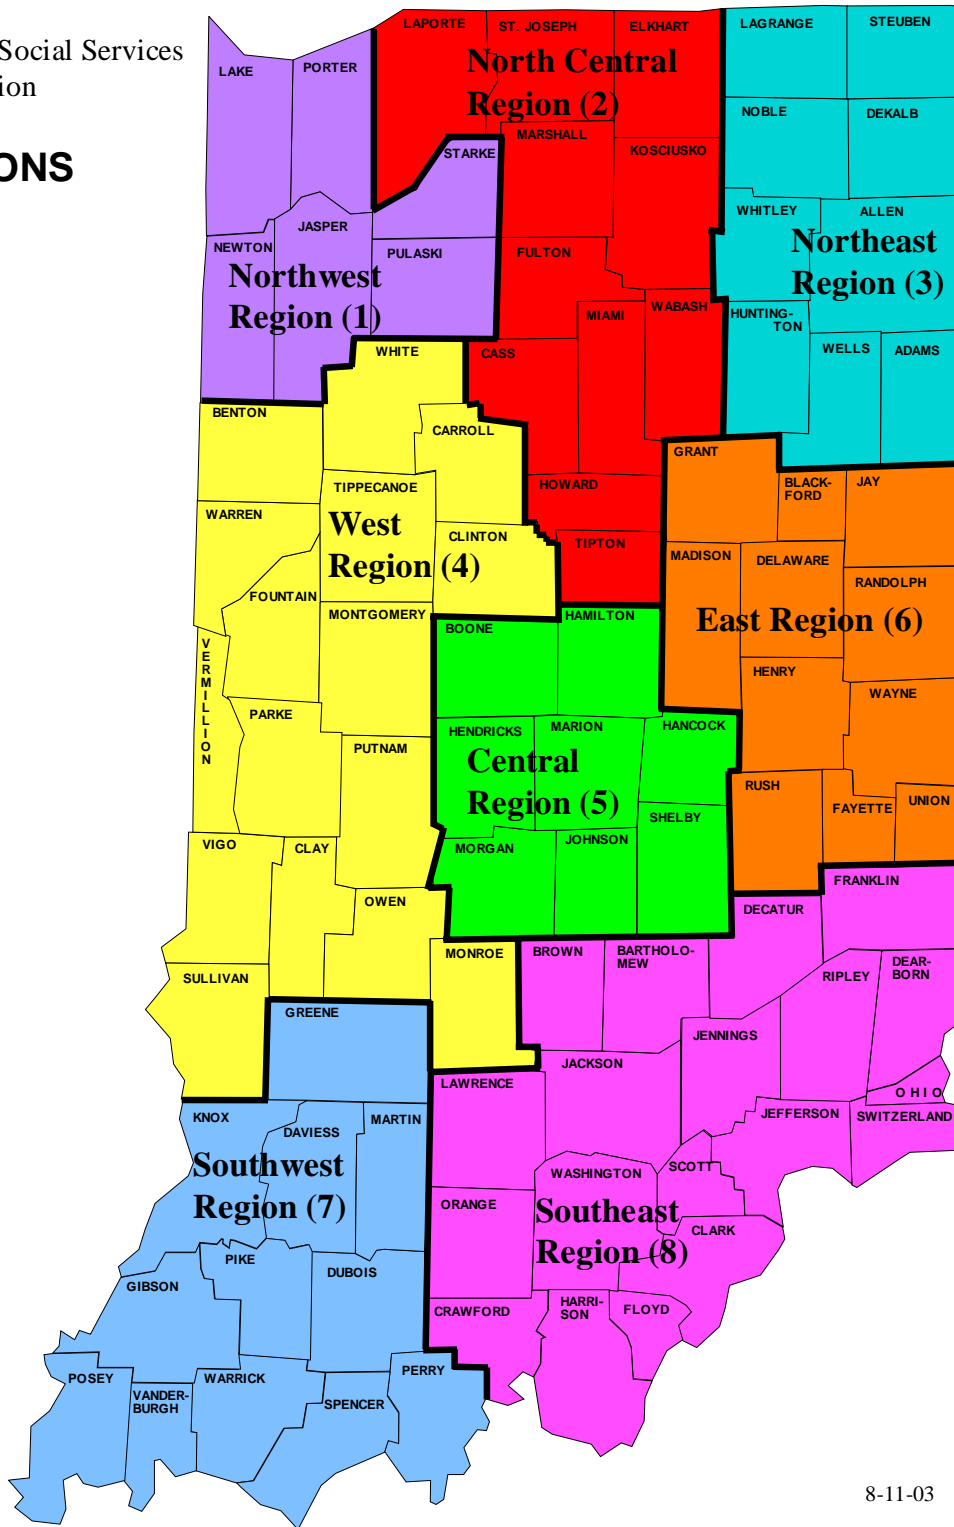 Social Services
ion
ONS
LAPORTE
ST. JOSEPH
ELKHART
LAGRANGE
STEUBEN
North Central
Region (2)
LAKE
PORTER
NOBLE
DEKALB
MARSHALL
STARKE
KOSCIUSKO
WHITLEY
ALLEN
Northeast
Region (3)
JASPER
NEWTON
PULASKI
FULTON
Northwest
Region (1)
MIAMI
WABASH
HUNTING-
TON
WELLS
ADAMS
WHITE
CASS
BENTON
CARROLL
GRANT
TIPPECANOE
HOWARD
BLACK-
FORD
JAY
WARREN
West
Region (4)
CLINTON
TIPTON
MADISON
DELAWARE
RANDOLPH
FOUNTAIN
MONTGOMERY
BOONE
HAMILTON
East Region (6)
VERMILLION
HENRY
WAYNE
PARKE
PUTNAM
HENDRICKS
MARION
HANCOCK
Central
Region (5)
RUSH
FAYETTE
UNION
SHELBY
VIGO
CLAY
MORGAN
JOHNSON
FRANKLIN
OWEN
DECATUR
MONROE
BROWN
BARTHOLO-
MEW
RIPLEY
DEAR-
BORN
SULLIVAN
GREENE
JENNINGS
JACKSON
LAWRENCE
OHIO
KNOX
DAVIESS
MARTIN
JEFFERSON
SWITZERLAND
Southwest
Region (7)
WASHINGTON
SCOTT
ORANGE
Southeast
Region (8)
CLARK
PIKE
DUBOIS
GIBSON
CRAWFORD
HARRI-
SON
FLOYD
POSEY
VANDER-
BURGH
WARRICK
SPENCER
PERRY
8-11-03